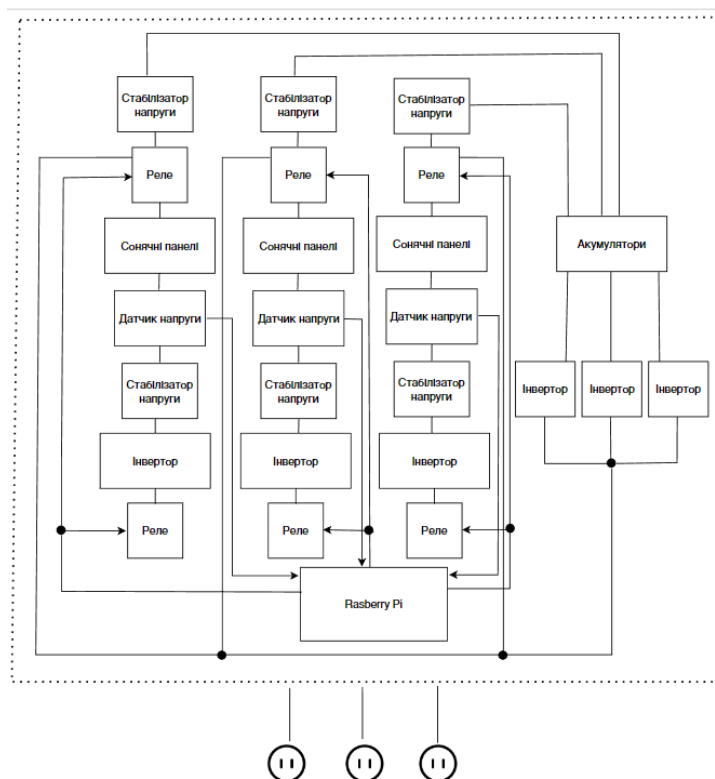 Стабілізатор
напруги
Стабілізатор
напруги
Стабілізатор
напруги
Реле
Реле
Реле
Сонячні панелі
Сонячні панелі
Сонячні панелі
Акумулятори
Датчик напруги
Датчик напруги
Датчик напруги
Стабілізатор
напруги
Стабілізатор
напруги
Стабілізатор
напруги
Інвертор
Інвертор
Інвертор
Інвертор
Інвертор
Інвертор
Реле
Реле
Реле
Rasberry Pi